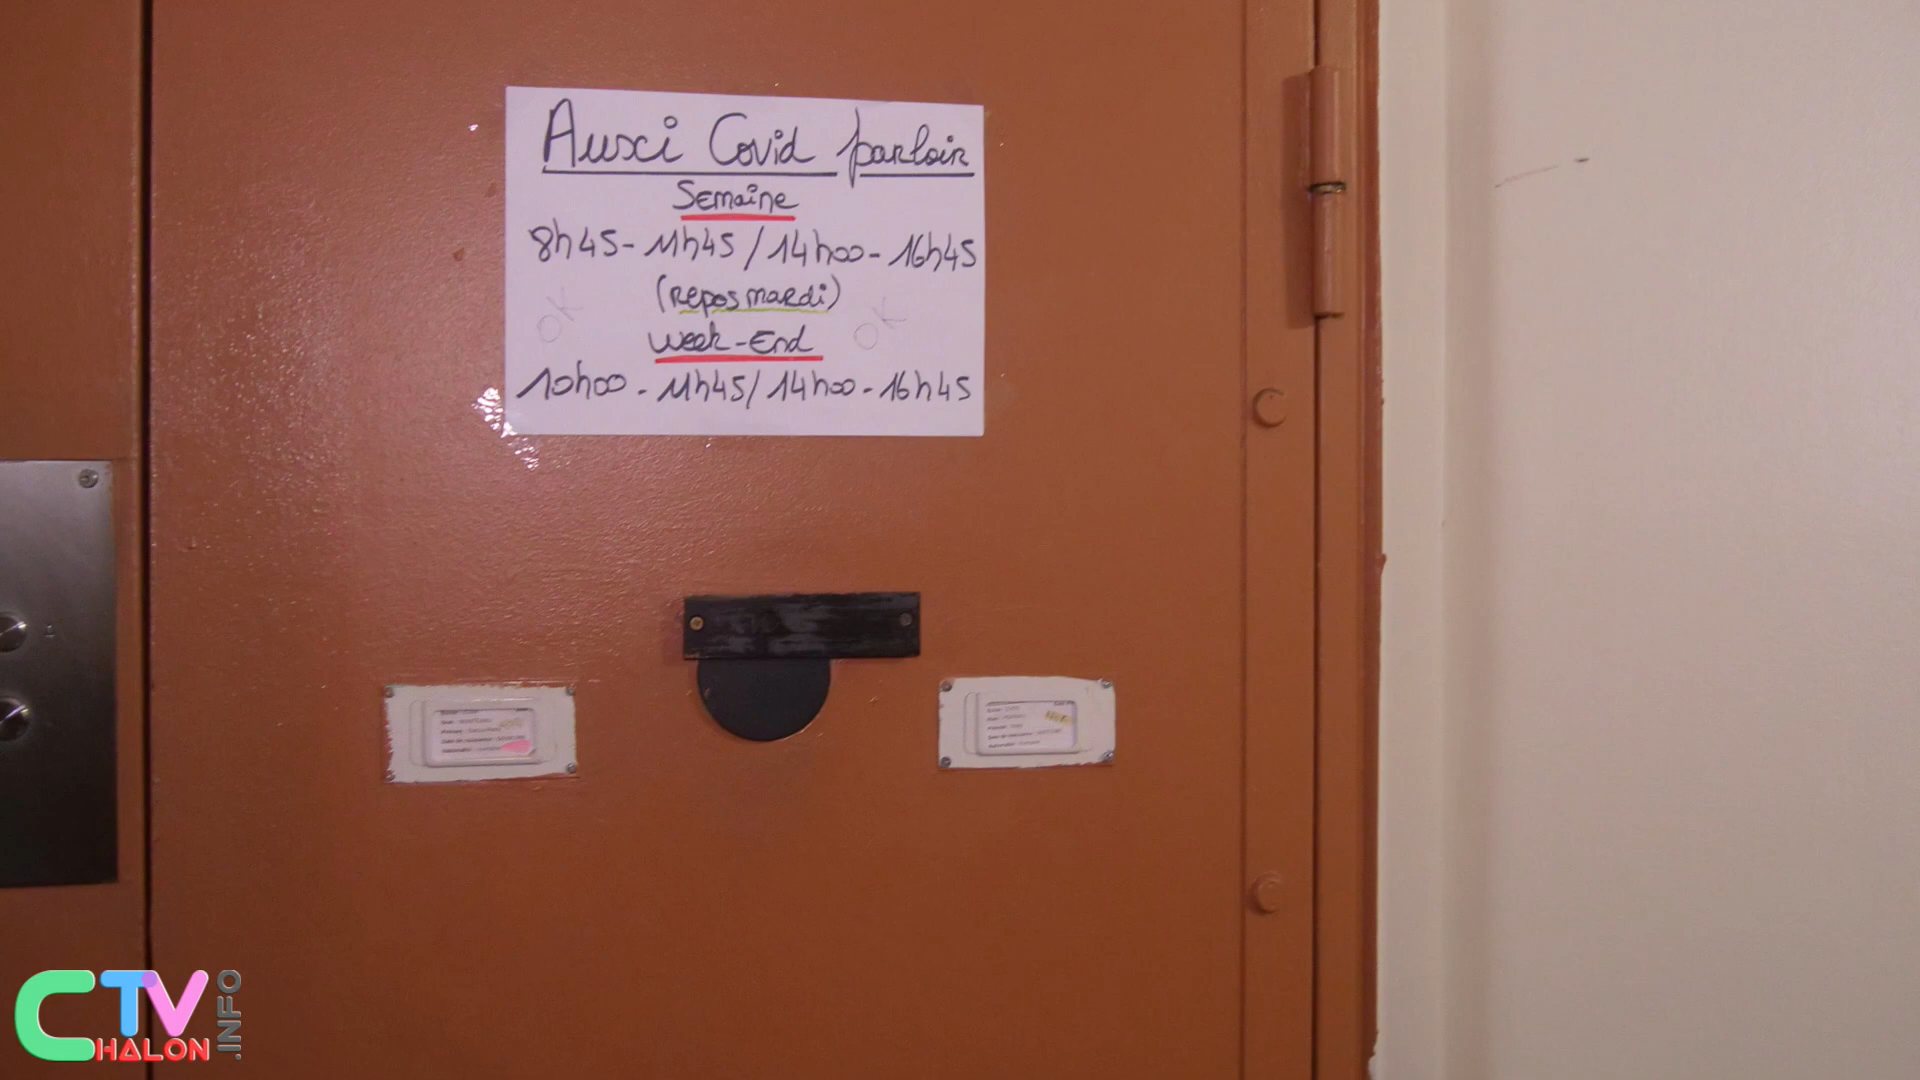 Auxi Covid parloir
Semaine
8h45 - 11h45 / 14h00 - 16h45
(repos mardi)
OK
OK
Week-End
10h00 - 11h45 / 14h00 - 16h45
CTV
CHALON
.INFO